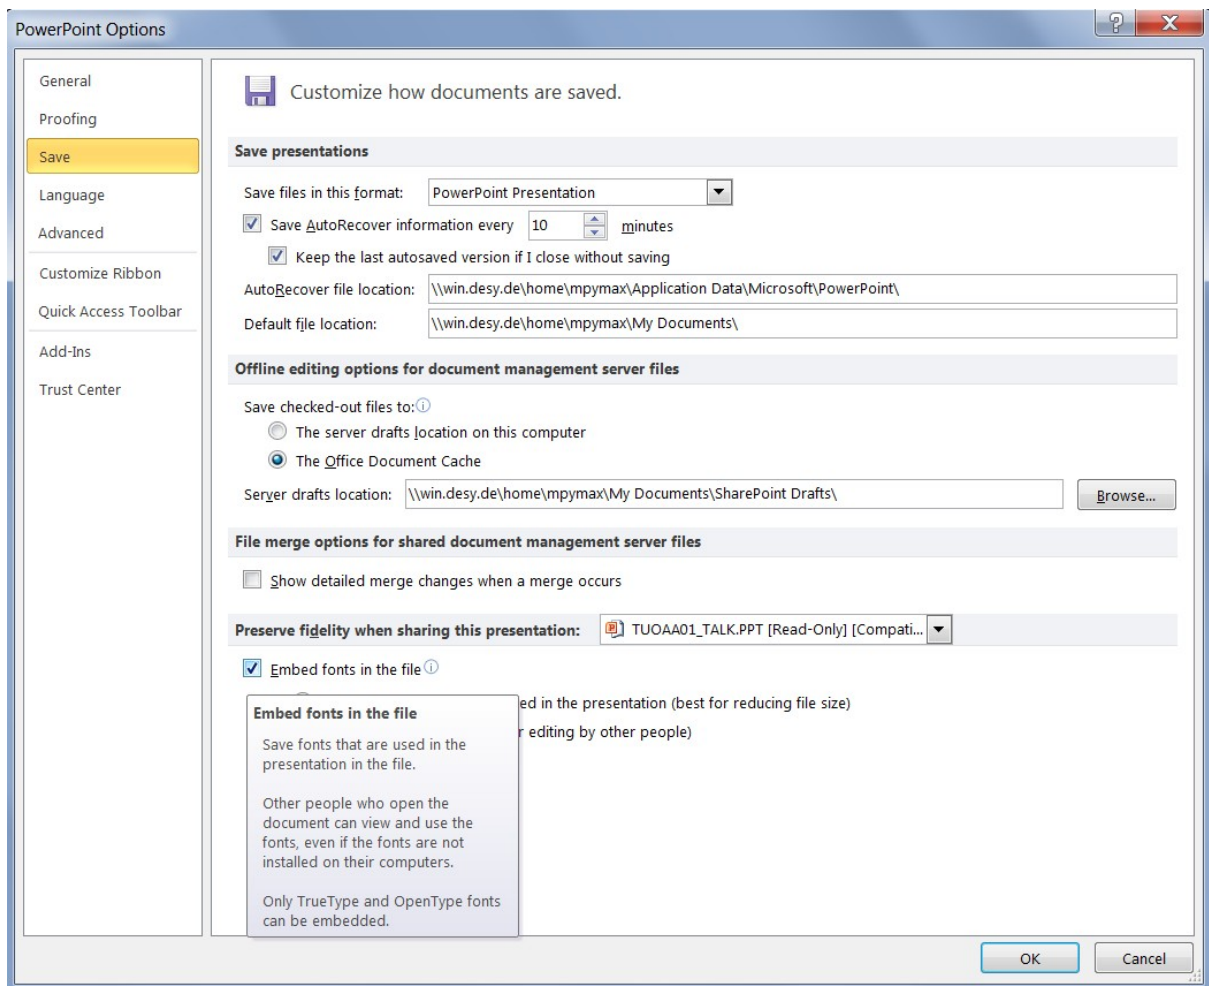 PowerPoint Options
General
Proofing
Save
Language
Advanced
Customize Ribbon
Quick Access Toolbar
Add-Ins
Trust Center
Customize how documents are saved.
Save presentations
Save files in this format: PowerPoint Presentation
Save AutoRecover information every 10 minutes
Keep the last autosaved version if I close without saving
AutoRecover file location: \\win.desy.de\home\mpymax\Application Data\Microsoft\PowerPoint\
Default file location: \\win.desy.de\home\mpymax\My Documents\
Offline editing options for document management server files
Save checked-out files to:
The server drafts location on this computer
The Office Document Cache
Server drafts location: \\win.desy.de\home\mpymax\My Documents\SharePoint Drafts\ Browse...
File merge options for shared document management server files
Show detailed merge changes when a merge occurs
Preserve fidelity when sharing this presentation: TUOAA01_TALK.PPT [Read-Only] [Compati...
Embed fonts in the file
ed in the presentation (best for reducing file size)
r editing by other people)
Embed fonts in the file
Save fonts that are used in the
presentation in the file.
Other people who open the
document can view and use the
fonts, even if the fonts are not
installed on their computers.
Only TrueType and OpenType fonts
can be embedded.
OK Cancel